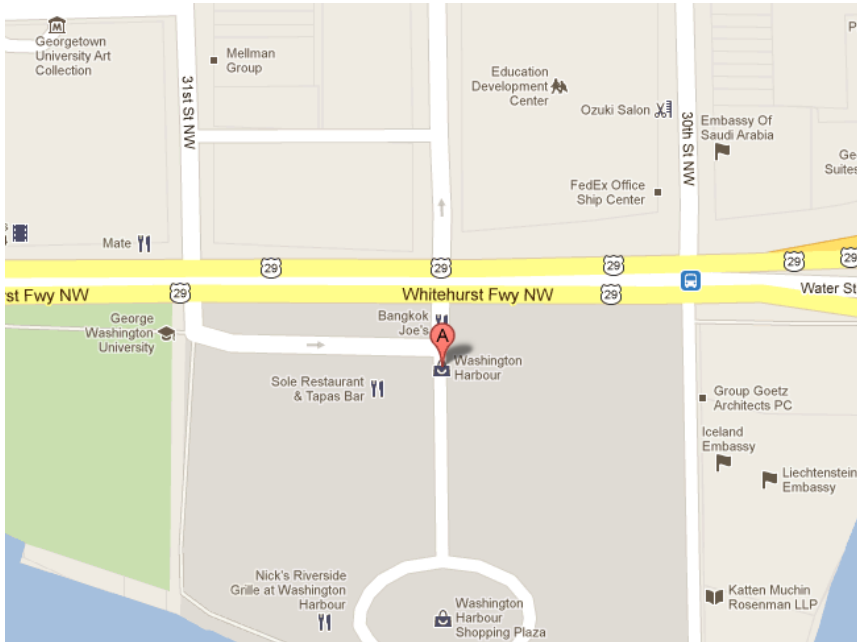 Georgetown
University Art
Collection
31st St NW
Mellman
Group
Education
Development
Center
Ozuki Salon
30th St NW
Embassy Of
Saudi Arabia
P
Ge
Suites
FedEx Office
Ship Center
s
Mate
29
29
29
29
29
29
29
rst Fwy NW
Whitehurst Fwy NW
Water St
George
Washington
University
Bangkok
Joe's
A
Washington
Harbour
Sole Restaurant
& Tapas Bar
Group Goetz
Architects PC
Iceland
Embassy
Liechtenstein
Embassy
Nick's Riverside
Grille at Washington
Harbour
Washington
Harbour
Shopping Plaza
Katten Muchin
Rosenman LLP